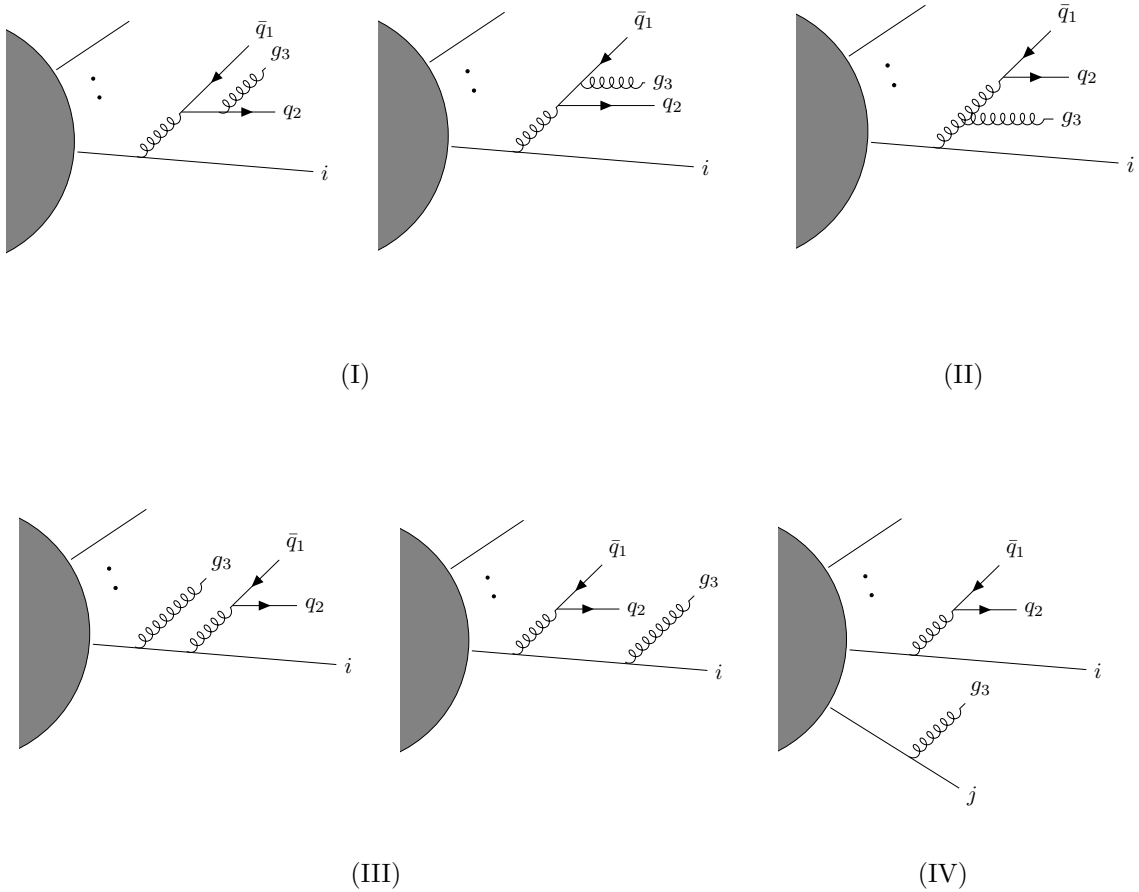 q̄₁
g₃
q₂
i
q̄₁
g₃
q₂
i
q̄₁
q₂
g₃
i
(I)
(II)
g₃
q̄₁
q₂
i
q̄₁
g₃
q₂
i
q̄₁
q₂
i
g₃
j
(III)
(IV)